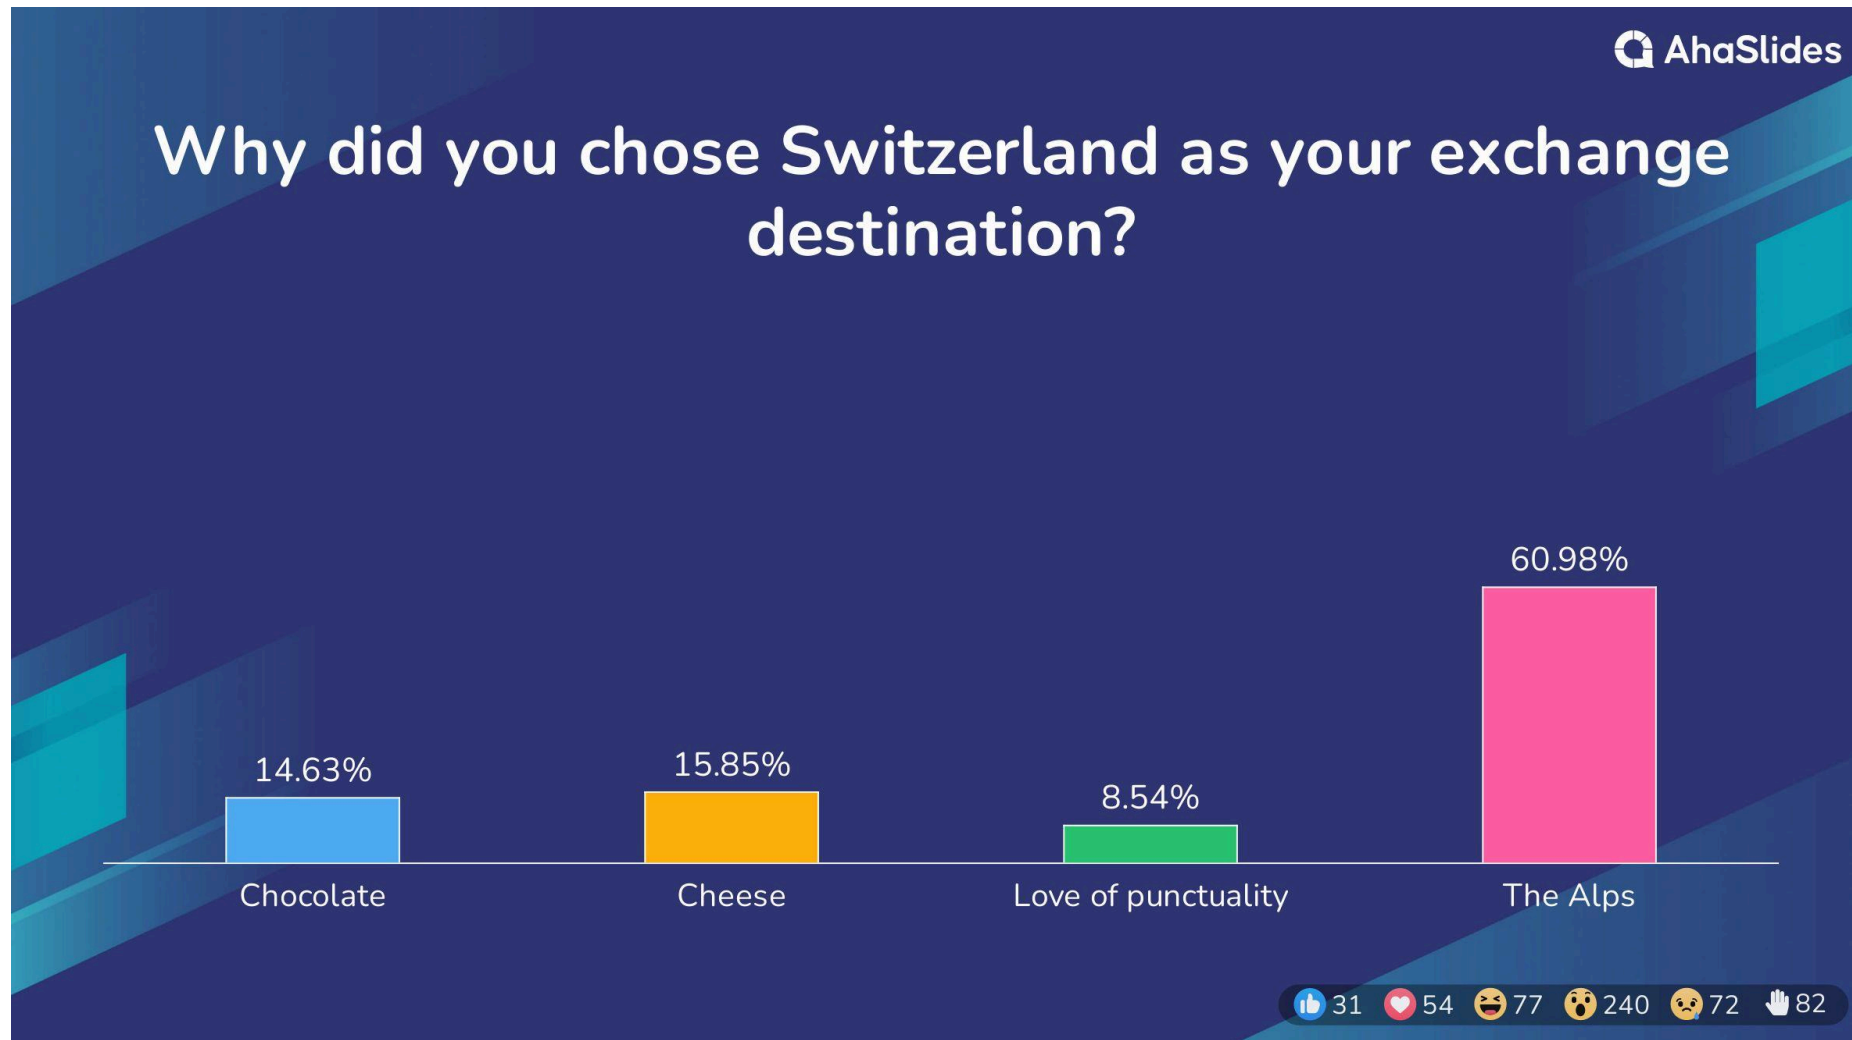 AhaSlides
Why did you chose Switzerland as your exchange
destination?
60.98%
14.63%
15.85%
8.54%
Chocolate
Cheese
Love of punctuality
The Alps
31 54 77 240 72 82